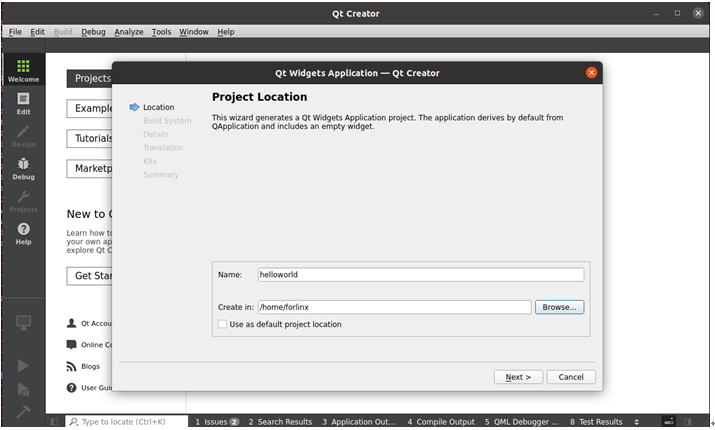 Qt Creator
File Edit Build Debug Analyze Tools Window Help
Welcome
Edit
Design
Debug
Projects
Help
Projects
Example
Tutorials
Marketp
New to Q
Learn how to
your own ap
explore Qt C
Get Star
Qt Accou
Online Co
Blogs
User Guid
Qt Widgets Application — Qt Creator
Location
Build System
Details
Translation
Kits
Summary
Project Location
This wizard generates a Qt Widgets Application project. The application derives by default from
QApplication and includes an empty widget.
Name: helloworld
Create in: /home/forlinx Browse...
Use as default project location
Next > Cancel
Type to locate (Ctrl+K) 1 Issues 2 2 Search Results 3 Application Out... 4 Compile Output 5 QML Debugger ... 8 Test Results